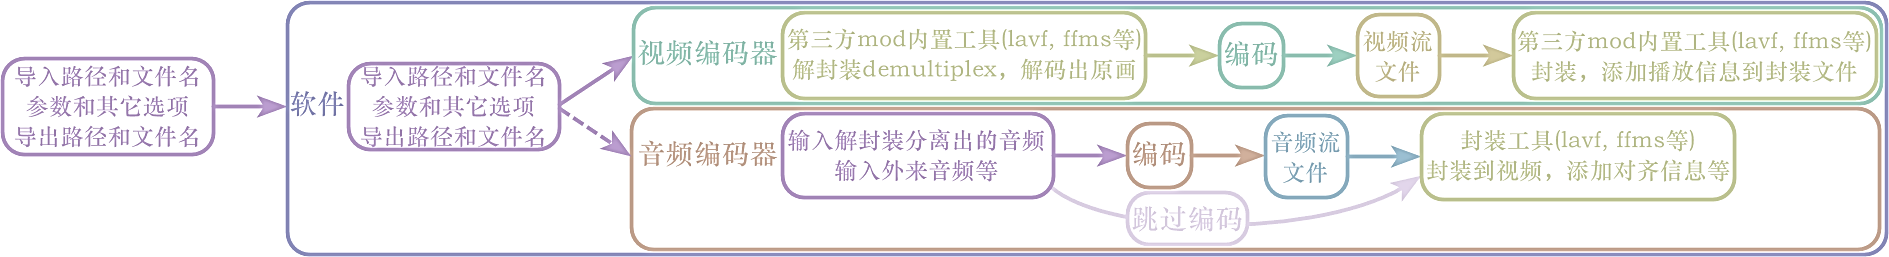 导入路径和文件名
参数和其它选项
导出路径和文件名
软件
导入路径和文件名
参数和其它选项
导出路径和文件名
视频编码器
第三方mod内置工具(lavf, ffms等)
解封装demultiplex，解码出原画
编码
视频流
文件
第三方mod内置工具(lavf, ffms等)
封装，添加播放信息到封装文件
音频编码器
输入解封装分离出的音频
输入外来音频等
编码
音频流
文件
封装工具(lavf, ffms等)
封装到视频，添加对齐信息等
跳过编码